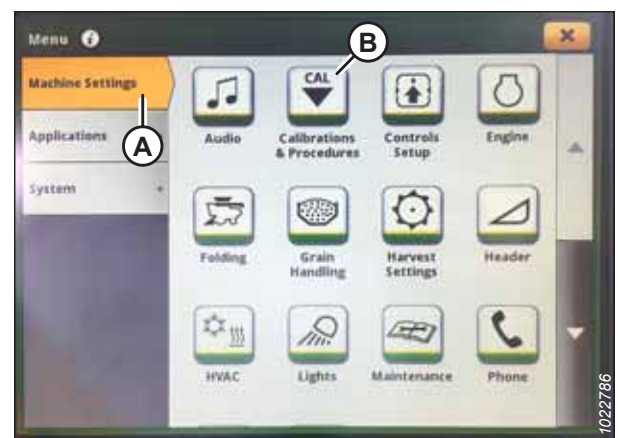 Menu i
B
Machine Settings
Applications
A
System
CAL
Audio
Calibrations
& Procedures
Controls
Setup
Engine
Folding
Grain
Handling
Harvest
Settings
Header
HVAC
Lights
Maintenance
Phone
1022786